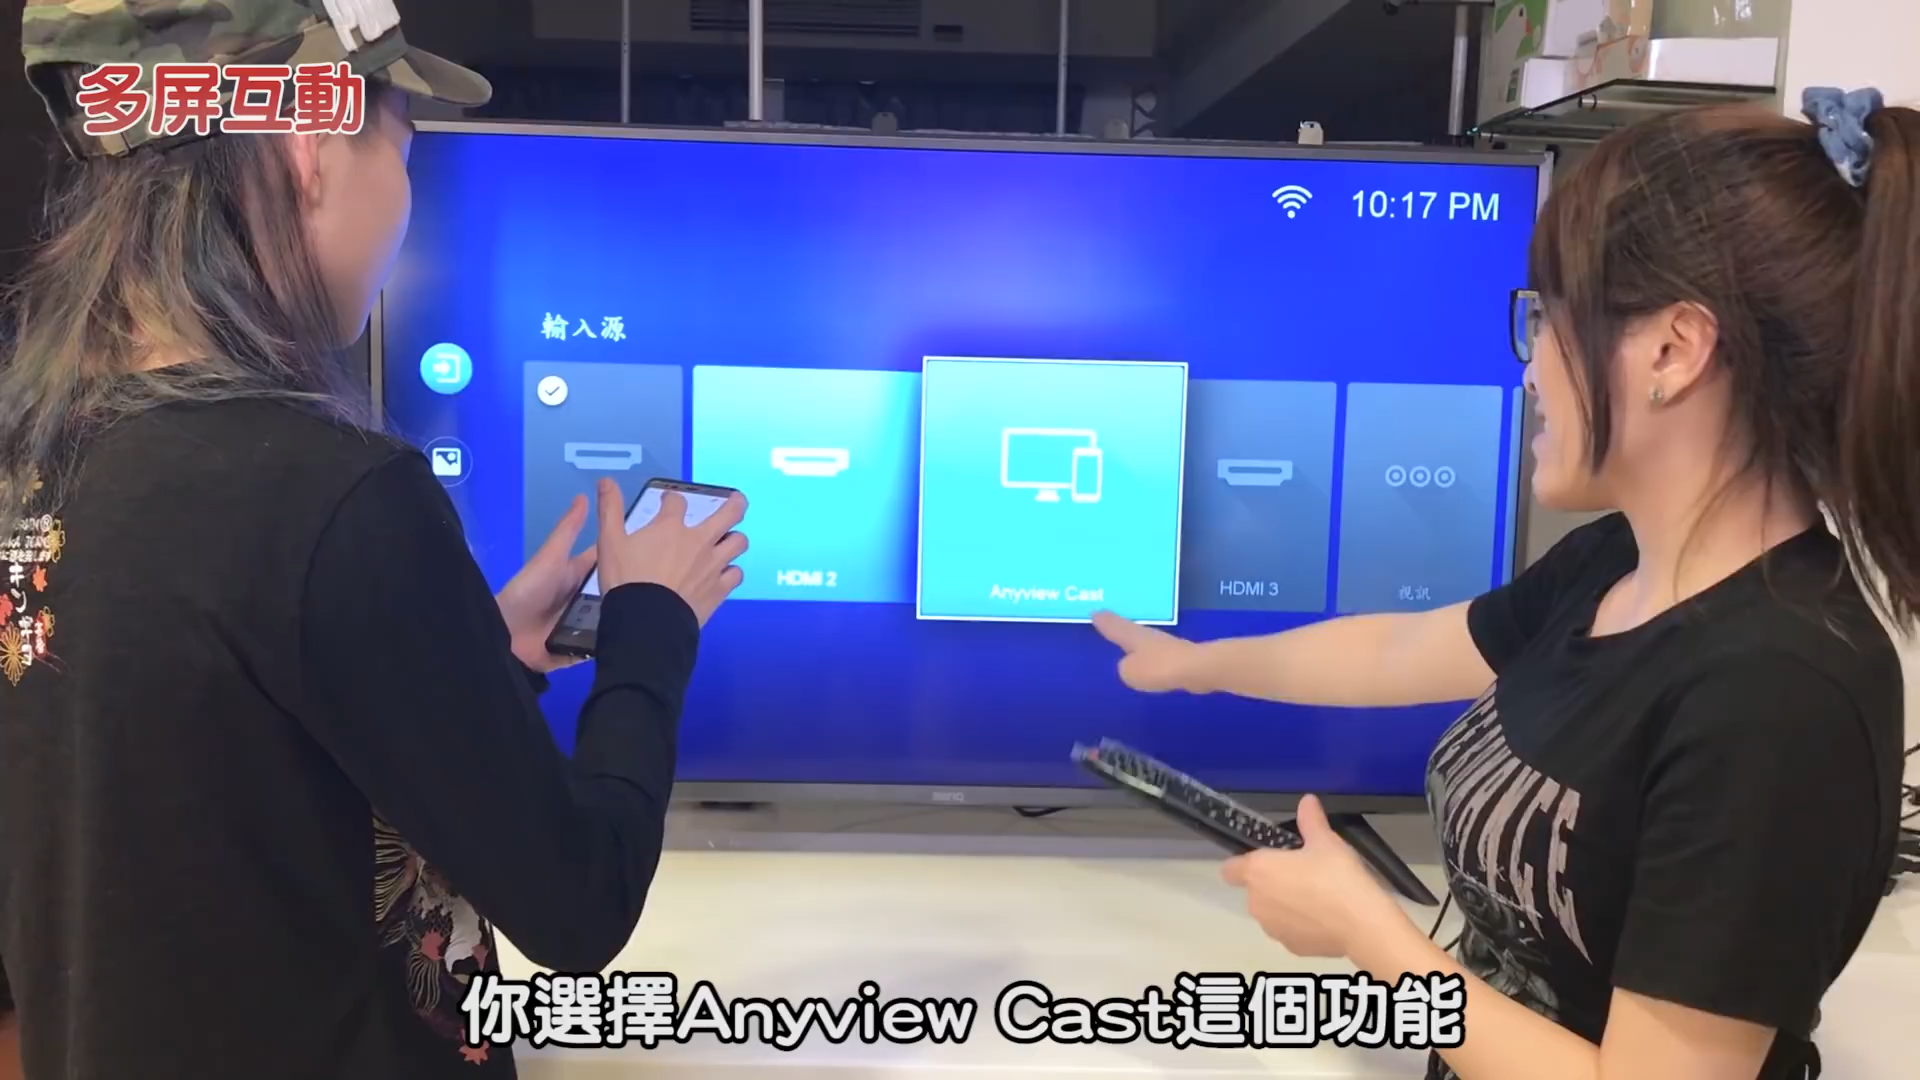 多屏互動
10:17 PM
輸入源
HDMI 2
Anyview Cast
HDMI 3
視訊
BenQ
你選擇Anyview Cast這個功能